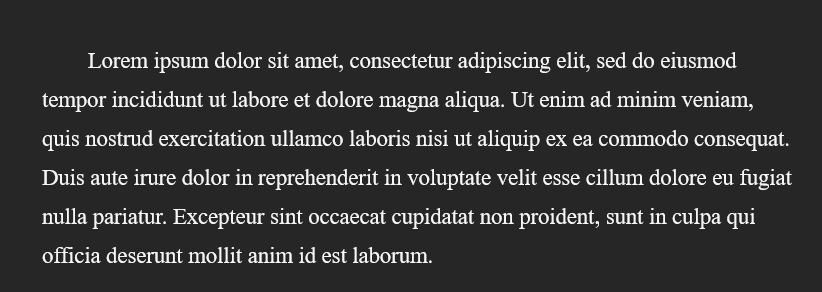 Lorem ipsum dolor sit amet, consectetur adipiscing elit, sed do eiusmod
tempor incididunt ut labore et dolore magna aliqua. Ut enim ad minim veniam,
quis nostrud exercitation ullamco laboris nisi ut aliquip ex ea commodo consequat.
Duis aute irure dolor in reprehenderit in voluptate velit esse cillum dolore eu fugiat
nulla pariatur. Excepteur sint occaecat cupidatat non proident, sunt in culpa qui
officia deserunt mollit anim id est laborum.